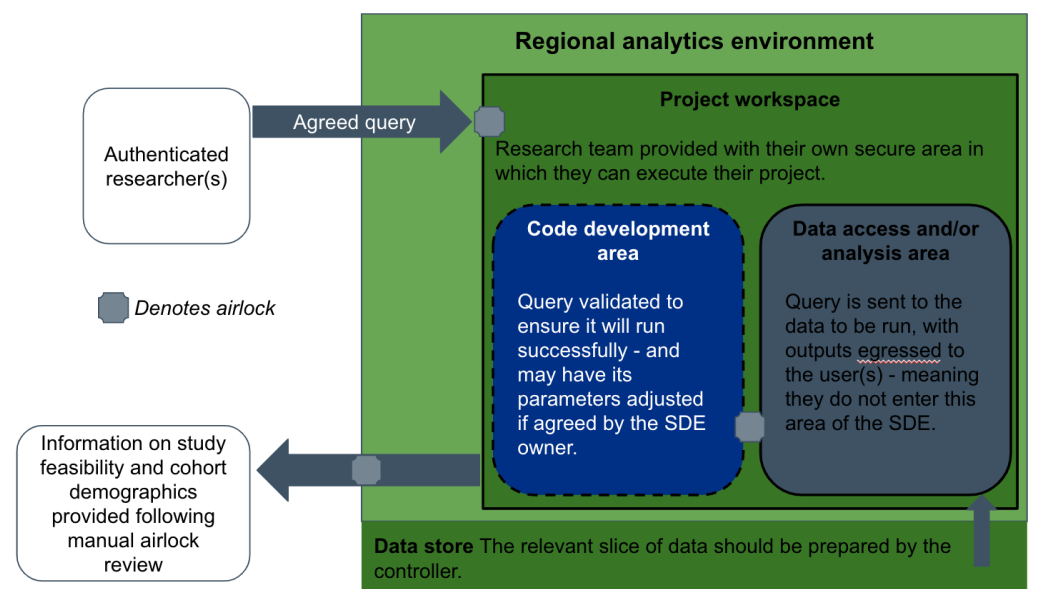 Regional analytics environment
Authenticated
researcher(s)
Agreed query
Project workspace
Research team provided with their own secure area in
which they can execute their project.
Code development
area
Query validated to
ensure it will run
successfully - and
may have its
parameters adjusted
if agreed by the SDE
owner.
Data access and/or
analysis area
Query is sent to the
data to be run, with
outputs egressed to
the user(s) - meaning
they do not enter this
area of the SDE.
Denotes airlock
Information on study
feasibility and cohort
demographics
provided following
manual airlock
review
Data store The relevant slice of data should be prepared by the
controller.